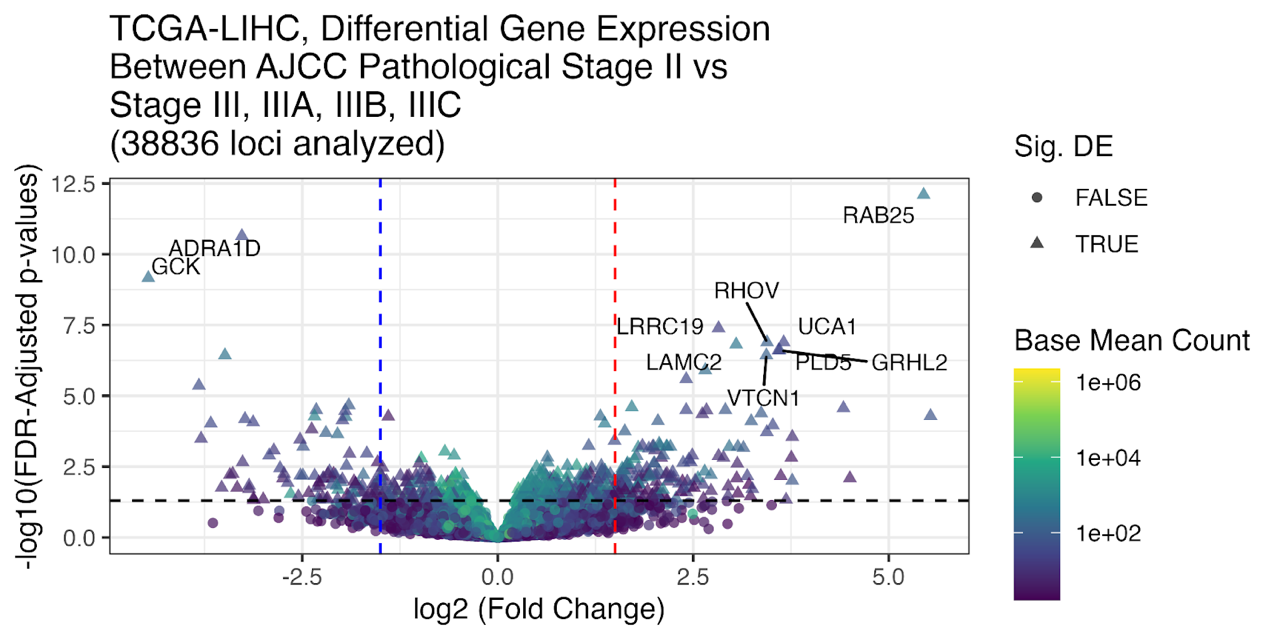 TCGA-LIHC, Differential Gene Expression
Between AJCC Pathological Stage II vs
Stage III, IIIA, IIIB, IIIC
(38836 loci analyzed)
-log10(FDR-Adjusted p-values)
12.5
10.0
7.5
5.0
2.5
0.0
RAB25
ADRA1D
GCK
RHOV
LRRC19
UCA1
LAMC2
PLD5
GRHL2
VTCN1
-2.5
0.0
2.5
5.0
log2 (Fold Change)
Sig. DE
FALSE
TRUE
Base Mean Count
1e+06
1e+04
1e+02